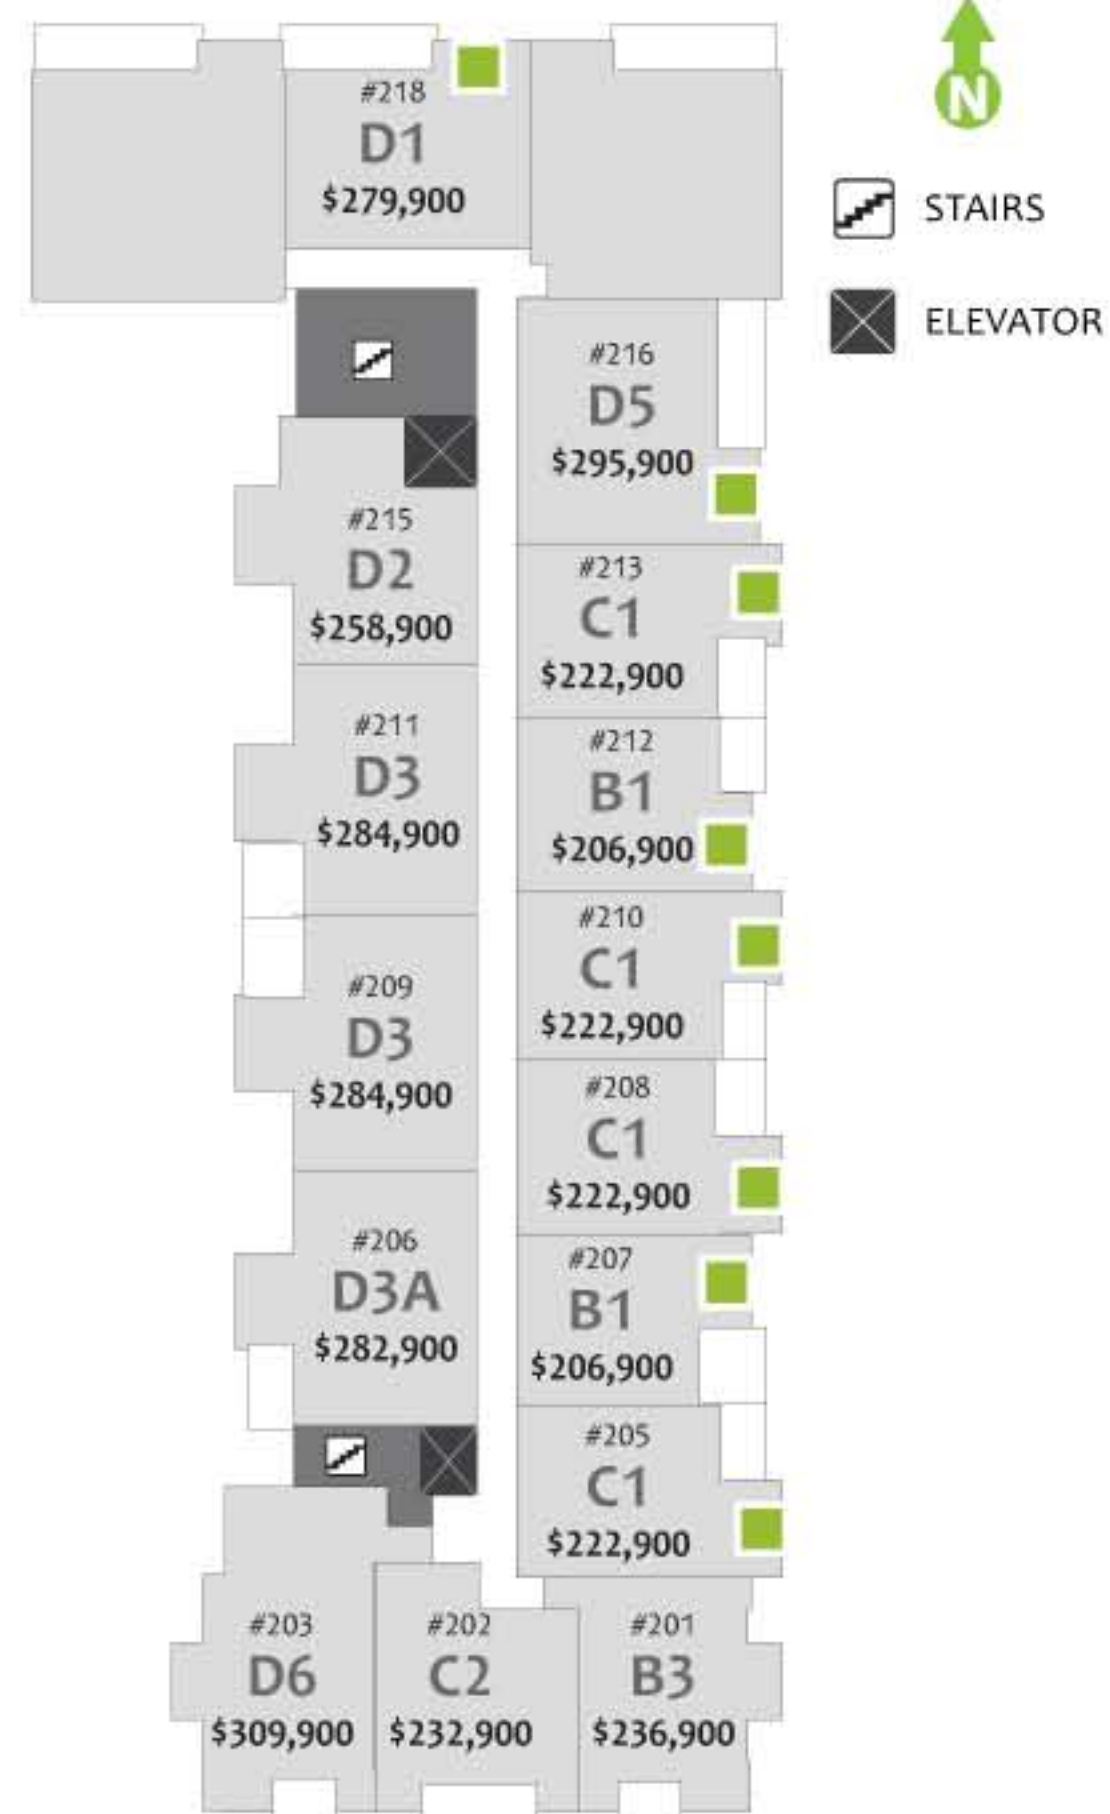 N
STAIRS
ELEVATOR
#218
D1
$279,900
#216
D5
$295,900
#215
D2
$258,900
#213
C1
$222,900
#211
D3
$284,900
#212
B1
$206,900
#210
C1
$222,900
#209
D3
$284,900
#208
C1
$222,900
#206
D3A
$282,900
#207
B1
$206,900
#205
C1
$222,900
#203
D6
$309,900
#202
C2
$232,900
#201
B3
$236,900